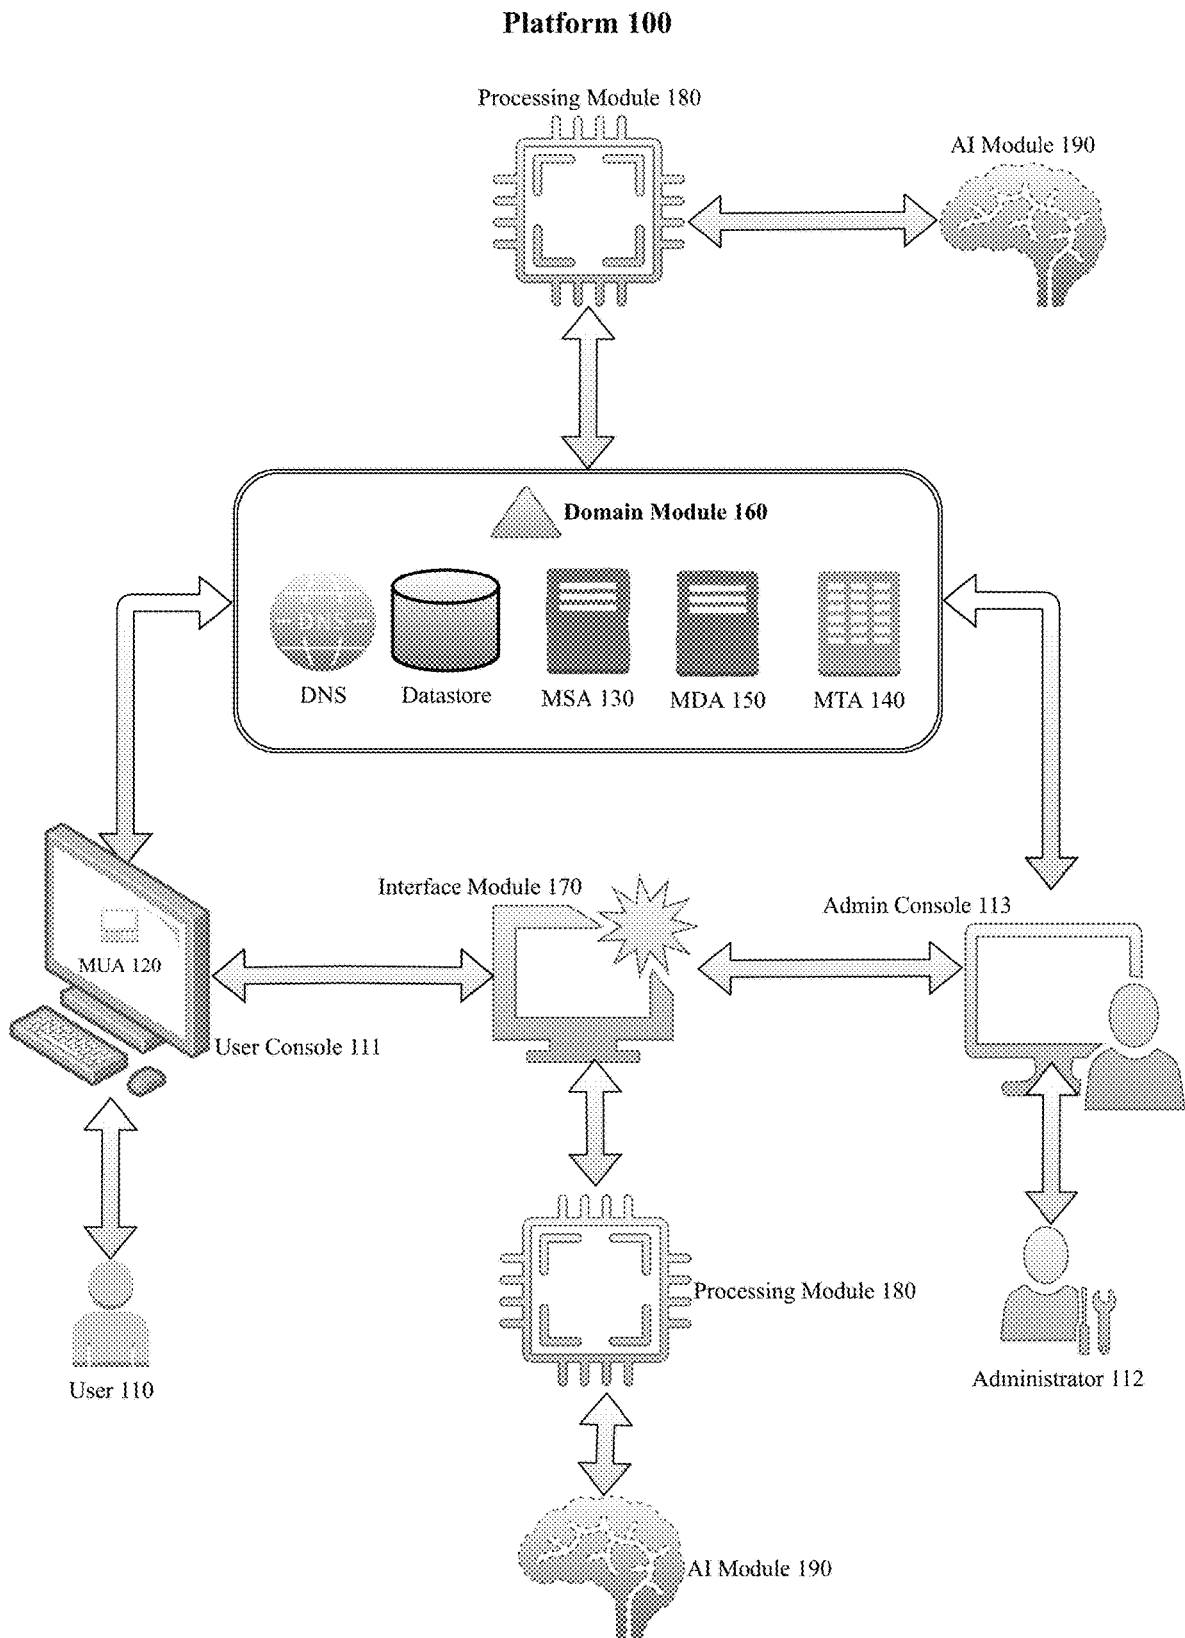 Platform 100
Processing Module 180
AI Module 190
Domain Module 160
DNS
DNS
Datastore
MSA 130
MDA 150
MTA 140
Interface Module 170
Admin Console 113
MUA 120
User Console 111
Processing Module 180
User 110
Administrator 112
AI Module 190